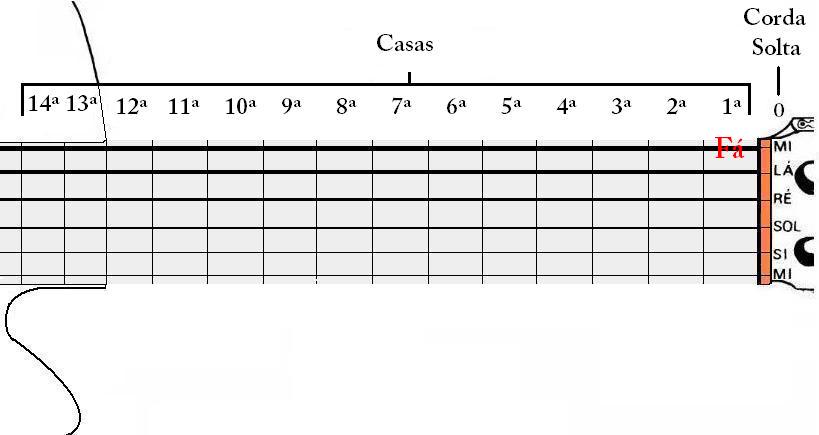 Corda
Solta
Casas
14ª 13ª 12ª 11ª 10ª 9ª 8ª 7ª 6ª 5ª 4ª 3ª 2ª 1ª 0
Fá MI
LÁ
RÉ
SOL
SI
MI